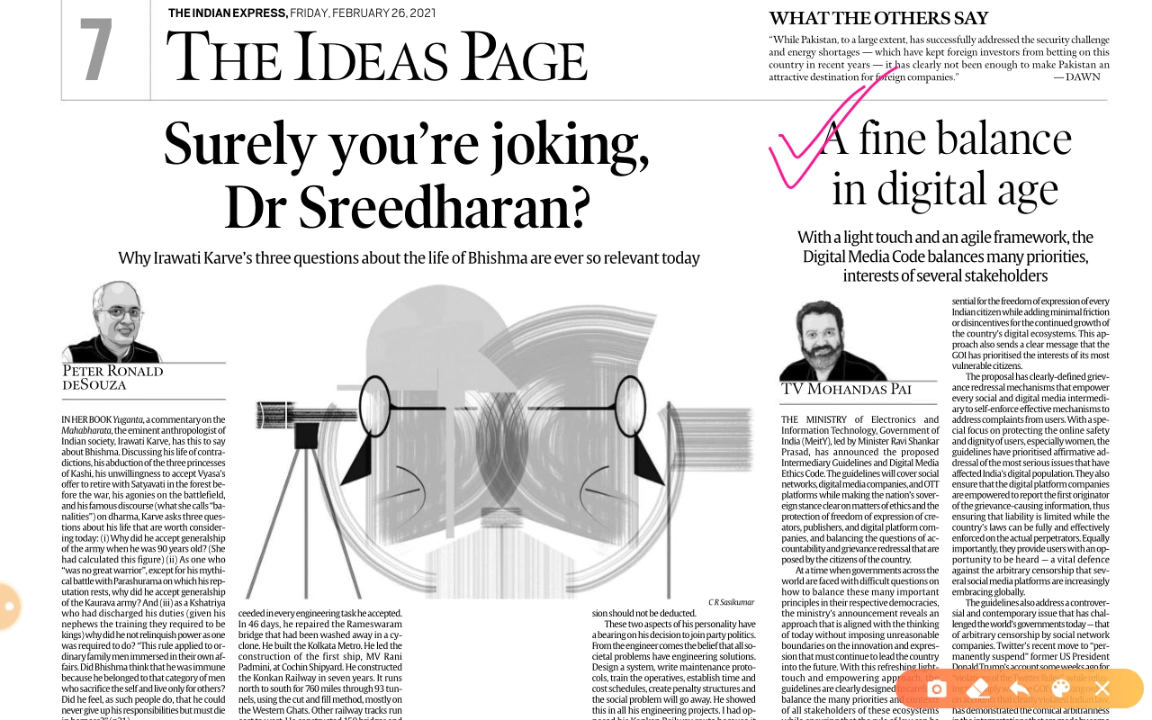 7
THE INDIAN EXPRESS, FRIDAY, FEBRUARY 26, 2021
THE IDEAS PAGE
WHAT THE OTHERS SAY
“While Pakistan, to a large extent, has successfully addressed the security challenge
and energy shortages — which have kept foreign investors from betting on this
country in recent years — it has clearly not been enough to make Pakistan an
attractive destination for foreign companies.” — DAWN
Surely you’re joking,
Dr Sreedharan?
Why Irawati Karve’s three questions about the life of Bhishma are ever so relevant today
PETER RONALD
DESOUZA
IN HER BOOK Yuganta, a commentary on the
Mahabharata, the eminent anthropologist of
Indian society, Irawati Karve, has this to say
about Bhishma. Discussing his life of contra-
dictions, his abduction of the three princesses
of Kashi, his unwillingness to accept Vyasa’s
offer to retire with Satyavati in the forest be-
fore the war, his agonies on the battlefield,
and his famous discourse (what she calls “ba-
nalities”) on dharma, Karve asks three ques-
tions about his life that are worth consider-
ing today: (i) Why did he accept generalship
of the army when he was 90 years old? (She
had calculated this figure) (ii) As one who
“was no great warrior”, except for his mythi-
cal battle with Parashurama on which his rep-
utation rests, why did he accept generalship
of the Kaurava army? And (iii) as a Kshatriya
who had discharged his duties (given his
nephews the training they required to be
kings) why did he not relinquish power as one
was required to do? “This rule applied to or-
dinary family men immersed in their own af-
fairs. Did Bhishma think that he was immune
because he belonged to that category of men
who sacrifice the self and live only for others?
Did he feel, as such people do, that he could
never give up his responsibilities but must die
C R Sasikumar
ceeded in every engineering task he accepted.
In 46 days, he repaired the Rameswaram
bridge that had been washed away in a cy-
clone. He built the Kolkata Metro. He led the
construction of the first ship, MV Rani
Padmini, at Cochin Shipyard. He constructed
the Konkan Railway in seven years. It runs
north to south for 760 miles through 93 tun-
nels, using the cut and fill method, mostly on
the Western Ghats. Other railway tracks run
sion should not be deducted.
These two aspects of his personality have
a bearing on his decision to join party politics.
From the engineer comes the belief that all so-
cietal problems have engineering solutions.
Design a system, write maintenance proto-
cols, train the operatives, establish time and
cost schedules, create penalty structures and
the social problem will go away. He showed
this in all his engineering projects. I had op-
A fine balance
in digital age
With a light touch and an agile framework, the
Digital Media Code balances many priorities,
interests of several stakeholders
TV MOHANDAS PAI
THE MINISTRY of Electronics and
Information Technology, Government of
India (MeitY), led by Minister Ravi Shankar
Prasad, has announced the proposed
Intermediary Guidelines and Digital Media
Ethics Code. The guidelines will cover social
networks, digital media companies, and OTT
platforms while making the nation’s sover-
eign stance clear on matters of ethics and the
protection of freedom of expression of cre-
ators, publishers, and digital platform com-
panies, and balancing the questions of ac-
countability and grievance redressal that are
posed by the citizens of the country.
At a time when governments across the
world are faced with difficult questions on
how to balance these many important
principles in their respective democracies,
the ministry’s announcement reveals an
approach that is aligned with the thinking
of today without imposing unreasonable
boundaries on the innovation and expres-
sion that must continue to lead the country
into the future. With this refreshing light-
touch and empowering approach, the
guidelines are clearly designed
balance the many priorities and
of all stakeholders of these ecosystems
sential for the freedom of expression of every
Indian citizen while adding minimal friction
or disincentives for the continued growth of
the country’s digital ecosystems. This ap-
proach also sends a clear message that the
GOI has prioritised the interests of its most
vulnerable citizens.
The proposal has clearly-defined griev-
ance redressal mechanisms that empower
every social and digital media intermedi-
ary to self-enforce effective mechanisms to
address complaints from users. With a spe-
cial focus on protecting the online safety
and dignity of users, especially women, the
guidelines have prioritised affirmative ad-
dressal of the most serious issues that have
affected India’s digital population. They also
ensure that the digital platform companies
are empowered to report the first originator
of the grievance-causing information, thus
ensuring that liability is limited while the
country’s laws can be fully and effectively
enforced on the actual perpetrators. Equally
importantly, they provide users with an op-
portunity to be heard — a vital defence
against the arbitrary censorship that sev-
eral social media platforms are increasingly
embracing globally.
The guidelines also address a controver-
sial and contemporary issue that has chal-
lenged the world’s governments today — that
of arbitrary censorship by social network
companies. Twitter’s recent move to “per-
manently suspend” former US President
Donald Trump’s account some weeks ago for